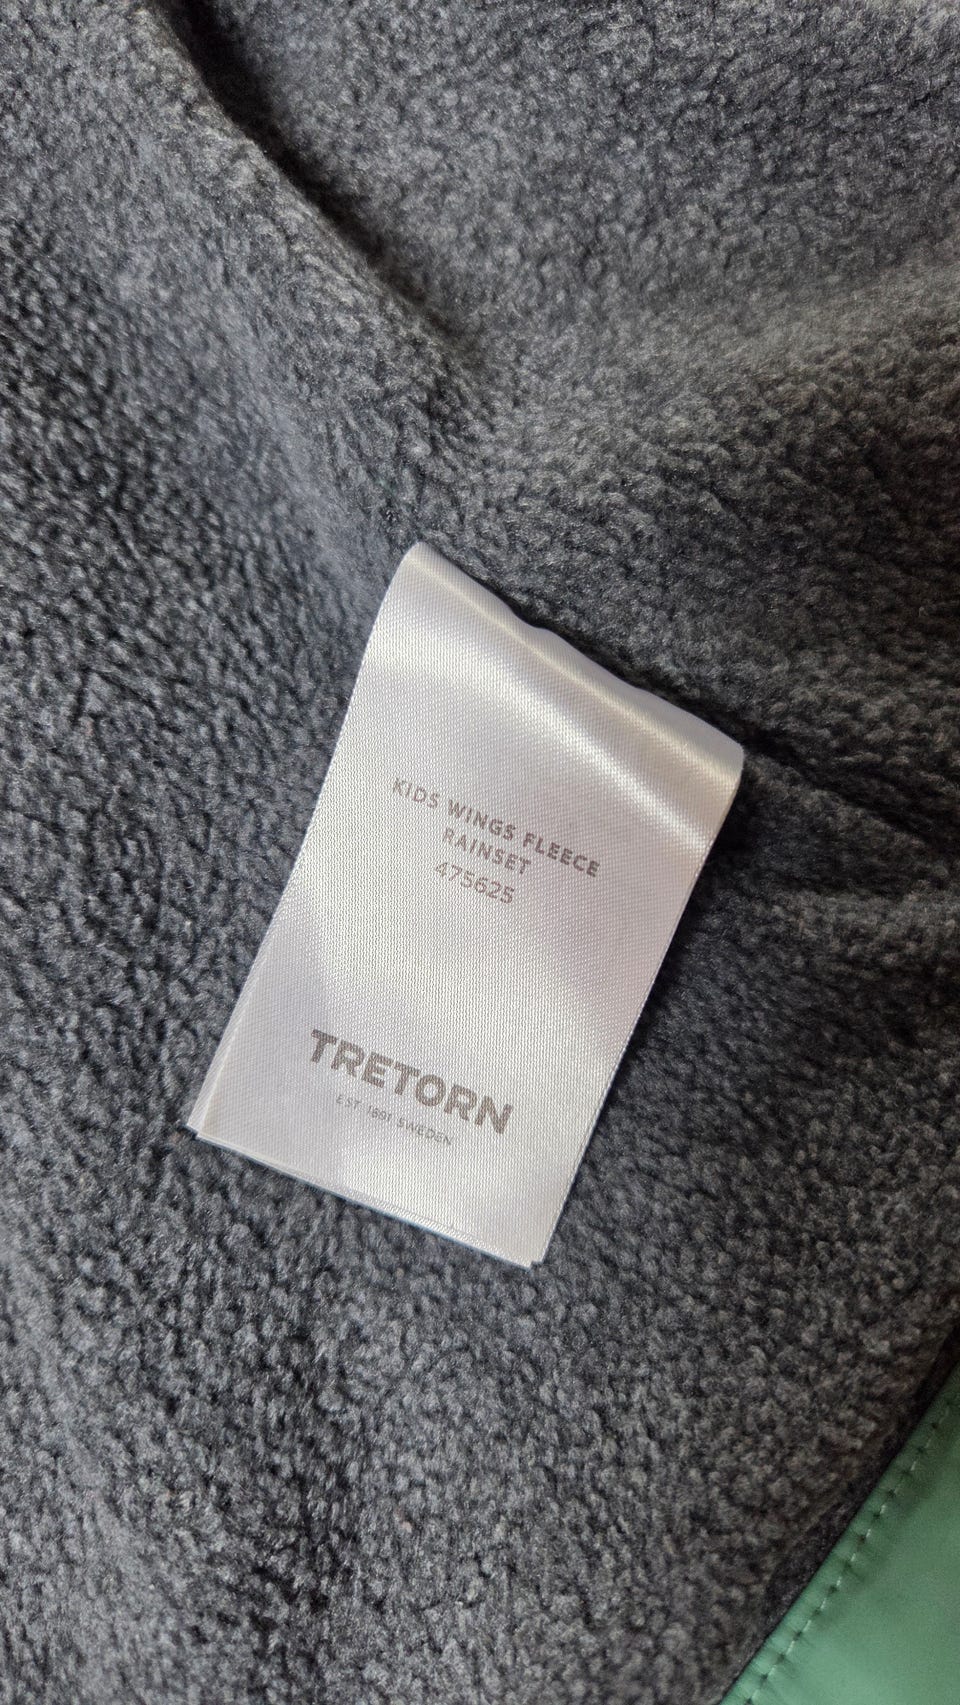 KIDS WINGS FLEECE
RAINSET
475625
TRETORN
EST. 1891 SWEDEN